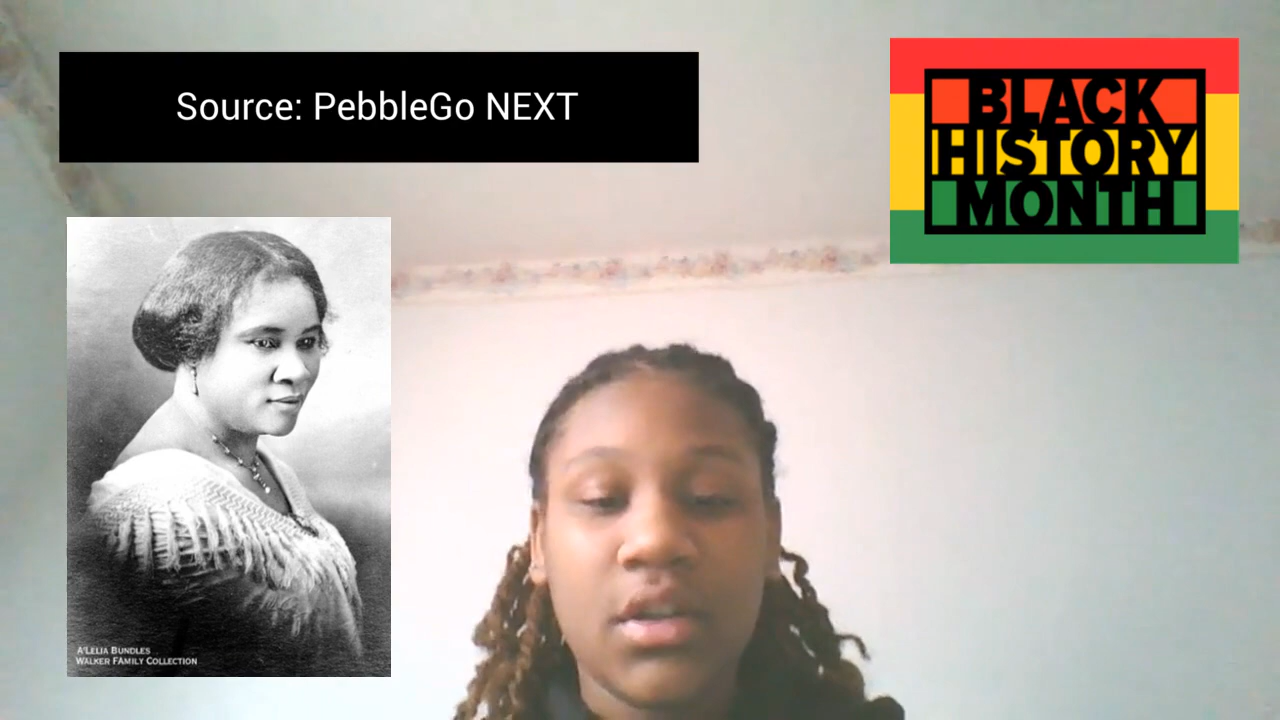 Source: PebbleGo NEXT
BLACK
HISTORY
MONTH
A'LELIA BUNDLES
WALKER FAMILY COLLECTION